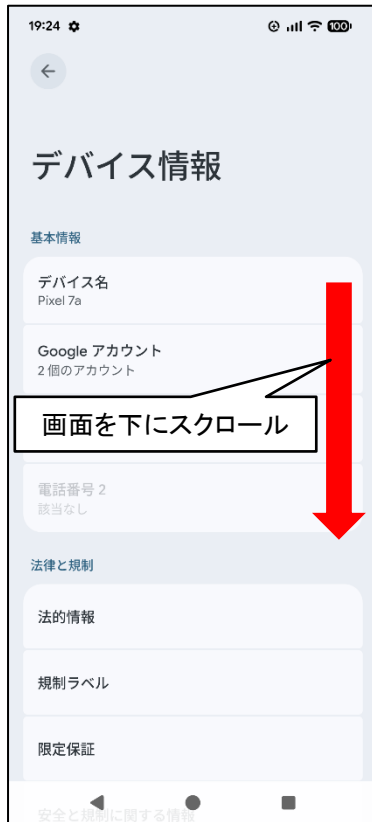 19:24
100
デバイス情報
基本情報
デバイス名
Pixel 7a
Google アカウント
2 個のアカウント
画面を下にスクロール
電話番号 2
該当なし
法律と規制
法的情報
規制ラベル
限定保証
安全と規制に関する情報